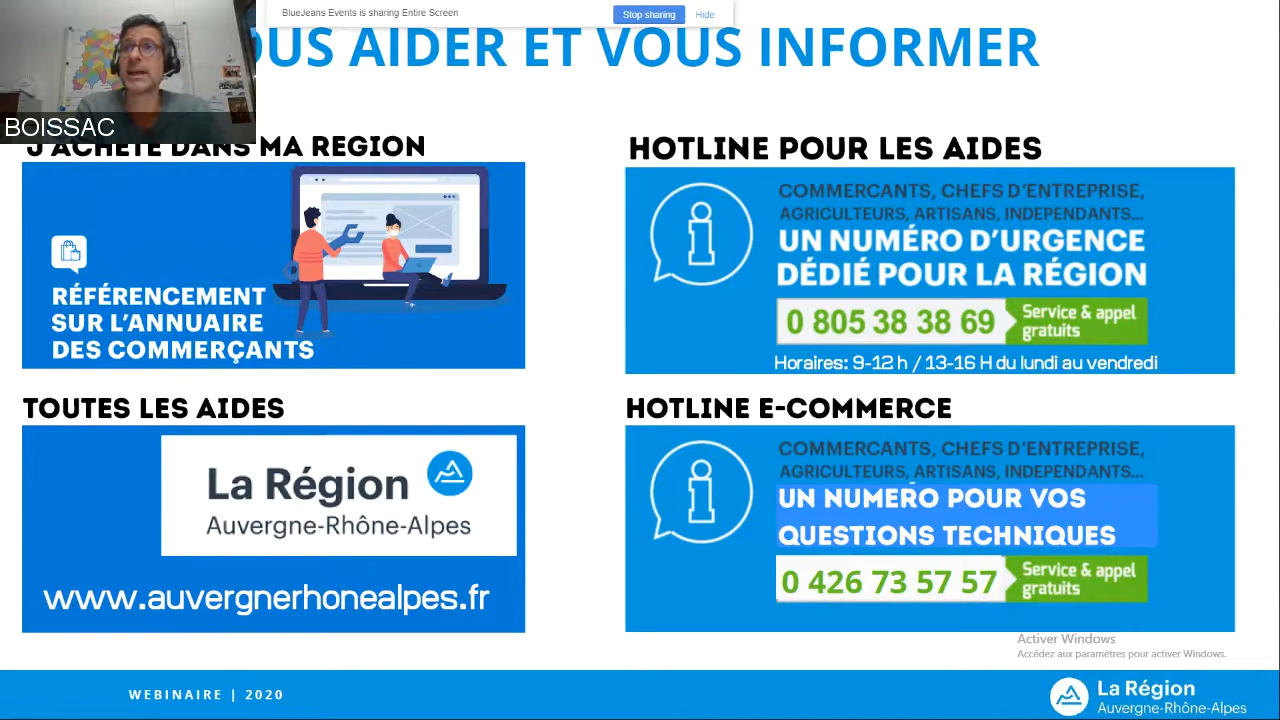 BlueJeans Events is sharing Entire Screen
Stop sharing
Hide
OUS AIDER ET VOUS INFORMER
BOISSAC
J'ACHETE DANS MA REGION
RÉFÉRENCEMENT
SUR L'ANNUAIRE
DES COMMERÇANTS
HOTLINE POUR LES AIDES
COMMERCANTS, CHEFS D'ENTREPRISE,
AGRICULTEURS, ARTISANS, INDEPENDANTS...
UN NUMÉRO D'URGENCE
DÉDIÉ POUR LA RÉGION
0 805 38 38 69
Service & appel
gratuits
Horaires: 9-12 h / 13-16 H du lundi au vendredi
TOUTES LES AIDES
La Région
Auvergne-Rhône-Alpes
www.auvergnerhonealpes.fr
HOTLINE E-COMMERCE
COMMERCANTS, CHEFS D'ENTREPRISE,
AGRICULTEURS, ARTISANS, INDEPENDANTS...
UN NUMERO POUR VOS
QUESTIONS TECHNIQUES
0 426 73 57 57
Service & appel
gratuits
Activer Windows
Accédez aux paramètres pour activer Windows.
WEBINAIRE | 2020
La Région
Auvergne-Rhône-Alpes